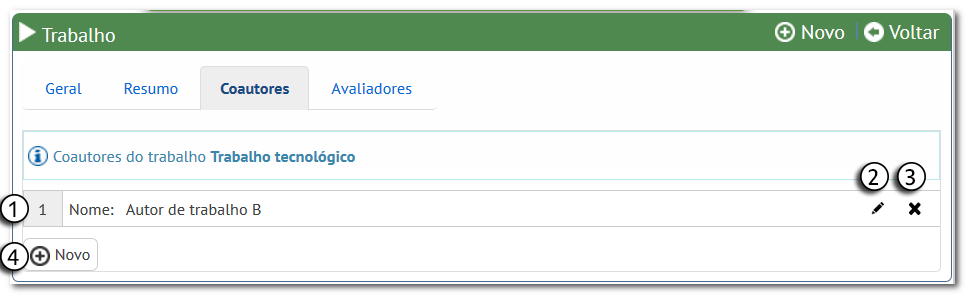 Trabalho Novo Voltar
Geral Resumo Coautores Avaliadores
Coautores do trabalho Trabalho tecnológico
2 3
1 1 Nome: Autor de trabalho B
4 Novo